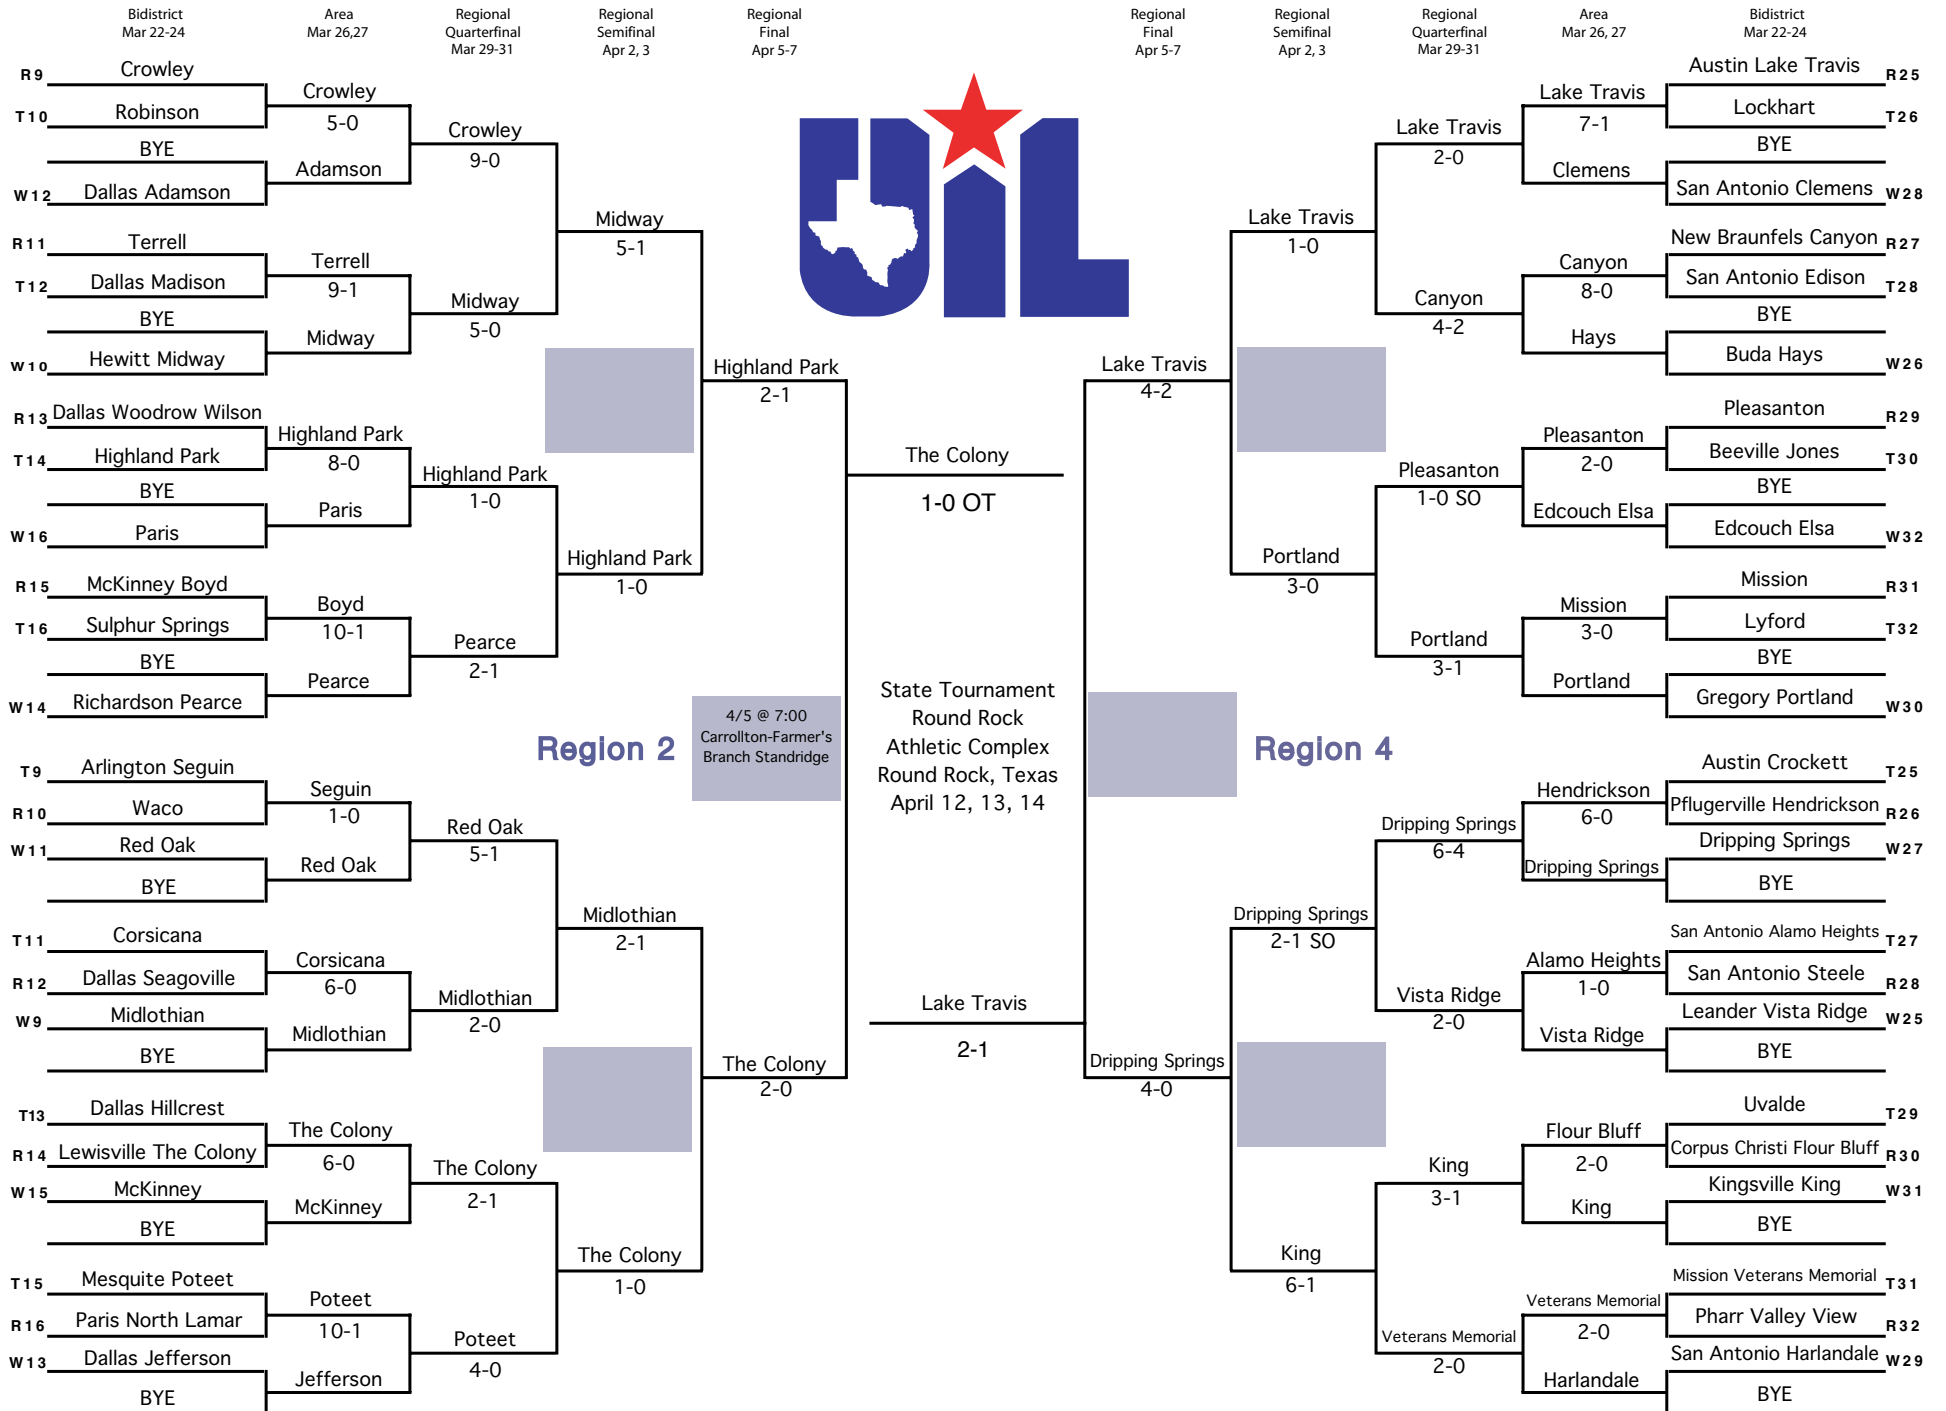 Bidistrict
Mar 22-24
Area
Mar 26,27
Regional
Quarterfinal
Mar 29-31
Regional
Semifinal
Apr 2, 3
Regional
Final
Apr 5-7
Regional
Final
Apr 5-7
Regional
Semifinal
Apr 2, 3
Regional
Quarterfinal
Mar 29-31
Area
Mar 26, 27
Bidistrict
Mar 22-24
R9 Crowley
T10 Robinson
BYE
W12 Dallas Adamson
R11 Terrell
T12 Dallas Madison
BYE
W10 Hewitt Midway
R13 Dallas Woodrow Wilson
T14 Highland Park
BYE
W16 Paris
R15 McKinney Boyd
T16 Sulphur Springs
BYE
W14 Richardson Pearce
T9 Arlington Seguin
R10 Waco
W11 Red Oak
BYE
T11 Corsicana
R12 Dallas Seagoville
W9 Midlothian
BYE
T13 Dallas Hillcrest
R14 Lewisville The Colony
W15 McKinney
BYE
T15 Mesquite Poteet
R16 Paris North Lamar
W13 Dallas Jefferson
BYE
Crowley
5-0
Adamson
Terrell
9-1
Midway
Highland Park
8-0
Paris
Boyd
10-1
Pearce
Seguin
1-0
Red Oak
Corsicana
6-0
Midlothian
The Colony
6-0
McKinney
Poteet
10-1
Jefferson
Crowley
9-0
Midway
5-0
Highland Park
1-0
Pearce
2-1
Red Oak
5-1
Midlothian
2-0
The Colony
2-1
Poteet
4-0
Midway
5-1
Highland Park
1-0
Midlothian
2-1
The Colony
1-0
Region 2
Highland Park
2-1
4/5 @ 7:00
Carrollton-Farmer's
Branch Standridge
The Colony
2-0
UIL
The Colony
1-0 OT
State Tournament
Round Rock
Athletic Complex
Round Rock, Texas
April 12, 13, 14
Lake Travis
2-1
Lake Travis
4-2
Dripping Springs
4-0
Region 4
Lake Travis
1-0
Portland
3-0
Dripping Springs
2-1 SO
King
6-1
Lake Travis
2-0
Canyon
4-2
Pleasanton
1-0 SO
Portland
3-1
Dripping Springs
6-4
Vista Ridge
2-0
King
3-1
Veterans Memorial
2-0
Lake Travis
7-1
Clemens
Canyon
8-0
Hays
Pleasanton
2-0
Edcouch Elsa
Mission
3-0
Portland
Hendrickson
6-0
Dripping Springs
Alamo Heights
1-0
Vista Ridge
Flour Bluff
2-0
King
Veterans Memorial
2-0
Harlandale
Austin Lake Travis R25
Lockhart T26
BYE
San Antonio Clemens W28
New Braunfels Canyon R27
San Antonio Edison T28
BYE
Buda Hays W26
Pleasanton R29
Beeville Jones T30
BYE
Edcouch Elsa W32
Mission R31
Lyford T32
BYE
Gregory Portland W30
Austin Crockett T25
Pflugerville Hendrickson R26
Dripping Springs W27
BYE
San Antonio Alamo Heights T27
San Antonio Steele R28
Leander Vista Ridge W25
BYE
Uvalde T29
Corpus Christi Flour Bluff R30
Kingsville King W31
BYE
Mission Veterans Memorial T31
Pharr Valley View R32
San Antonio Harlandale W29
BYE